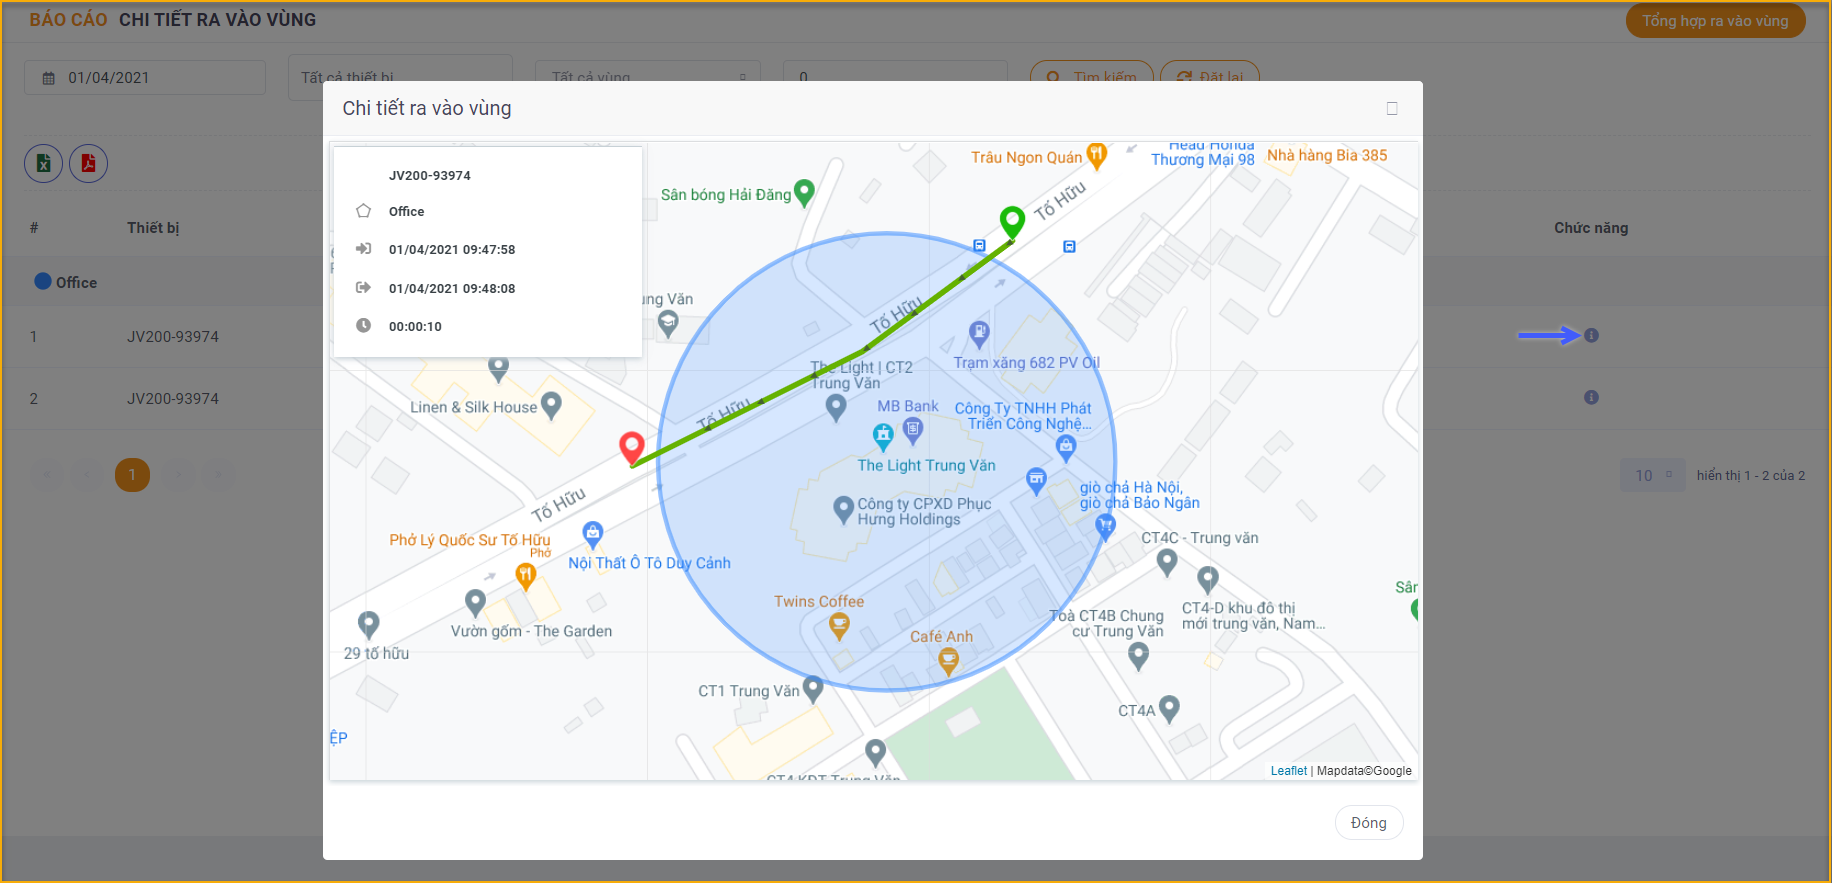 BÁO CÁO CHI TIẾT RA VÀO VÙNG
Tổng hợp ra vào vùng
01/04/2021
Tất cả thiết bị
Tất cả vùng
0
Tìm kiếm
Đặt lại
Chi tiết ra vào vùng
#
Thiết bị
Chức năng
Office
1
JV200-93974
2
JV200-93974
1
10
hiển thị 1 - 2 của 2
JV200-93974
Office
01/04/2021 09:47:58
01/04/2021 09:48:08
00:00:10
Trâu Ngon Quán
Head Honda
Thương Mại 98
Nhà hàng Bia 385
Sân bóng Hải Đăng
Tố Hữu
ung Văn
Tố Hữu
Trạm xăng 682 PV Oil
The Light | CT2
Trung Văn
Linen & Silk House
MB Bank
Công Ty TNHH Phát
Triển Công Nghệ...
Tố Hữu
The Light Trung Văn
giò chả Hà Nội,
giò chả Bảo Ngân
Tố Hữu
Công ty CPXD Phục
Hưng Holdings
Phở Lý Quốc Sư Tố Hữu
Phở
CT4C - Trung văn
Nội Thất Ô Tô Duy Cảnh
Sân
Twins Coffee
Toà CT4B Chung
cư Trung Văn
CT4-D khu đô thị
mới trung văn, Nam...
Vườn gốm - The Garden
Café Anh
29 tố hữu
CT1 Trung Văn
CT4A
ỆP
CT4 KĐT Trung Văn
Leaflet | Mapdata©Google
Đóng